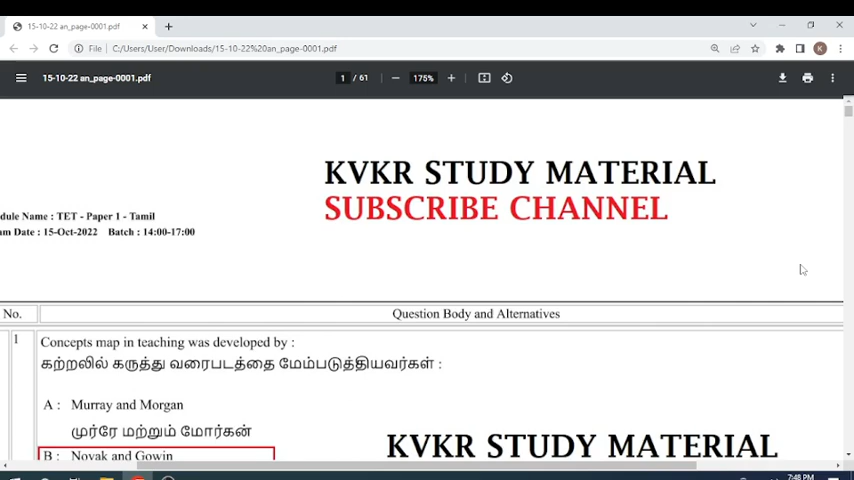 15-10-22 an_page-0001.pdf
File | C:/Users/User/Downloads/15-10-22%20an_page-0001.pdf
K
15-10-22 an_page-0001.pdf
1 / 61
175%
KVKR STUDY MATERIAL
SUBSCRIBE CHANNEL
dule Name : TET - Paper 1 - Tamil
am Date : 15-Oct-2022 Batch : 14:00-17:00
No.
Question Body and Alternatives
1
Concepts map in teaching was developed by :
கற்றலில் கருத்து வரைபடத்தை மேம்படுத்தியவர்கள் :
A : Murray and Morgan
முர்ரே மற்றும் மோர்கன்
KVKR STUDY MATERIAL
B : Novak and Gowin
7:48 PM